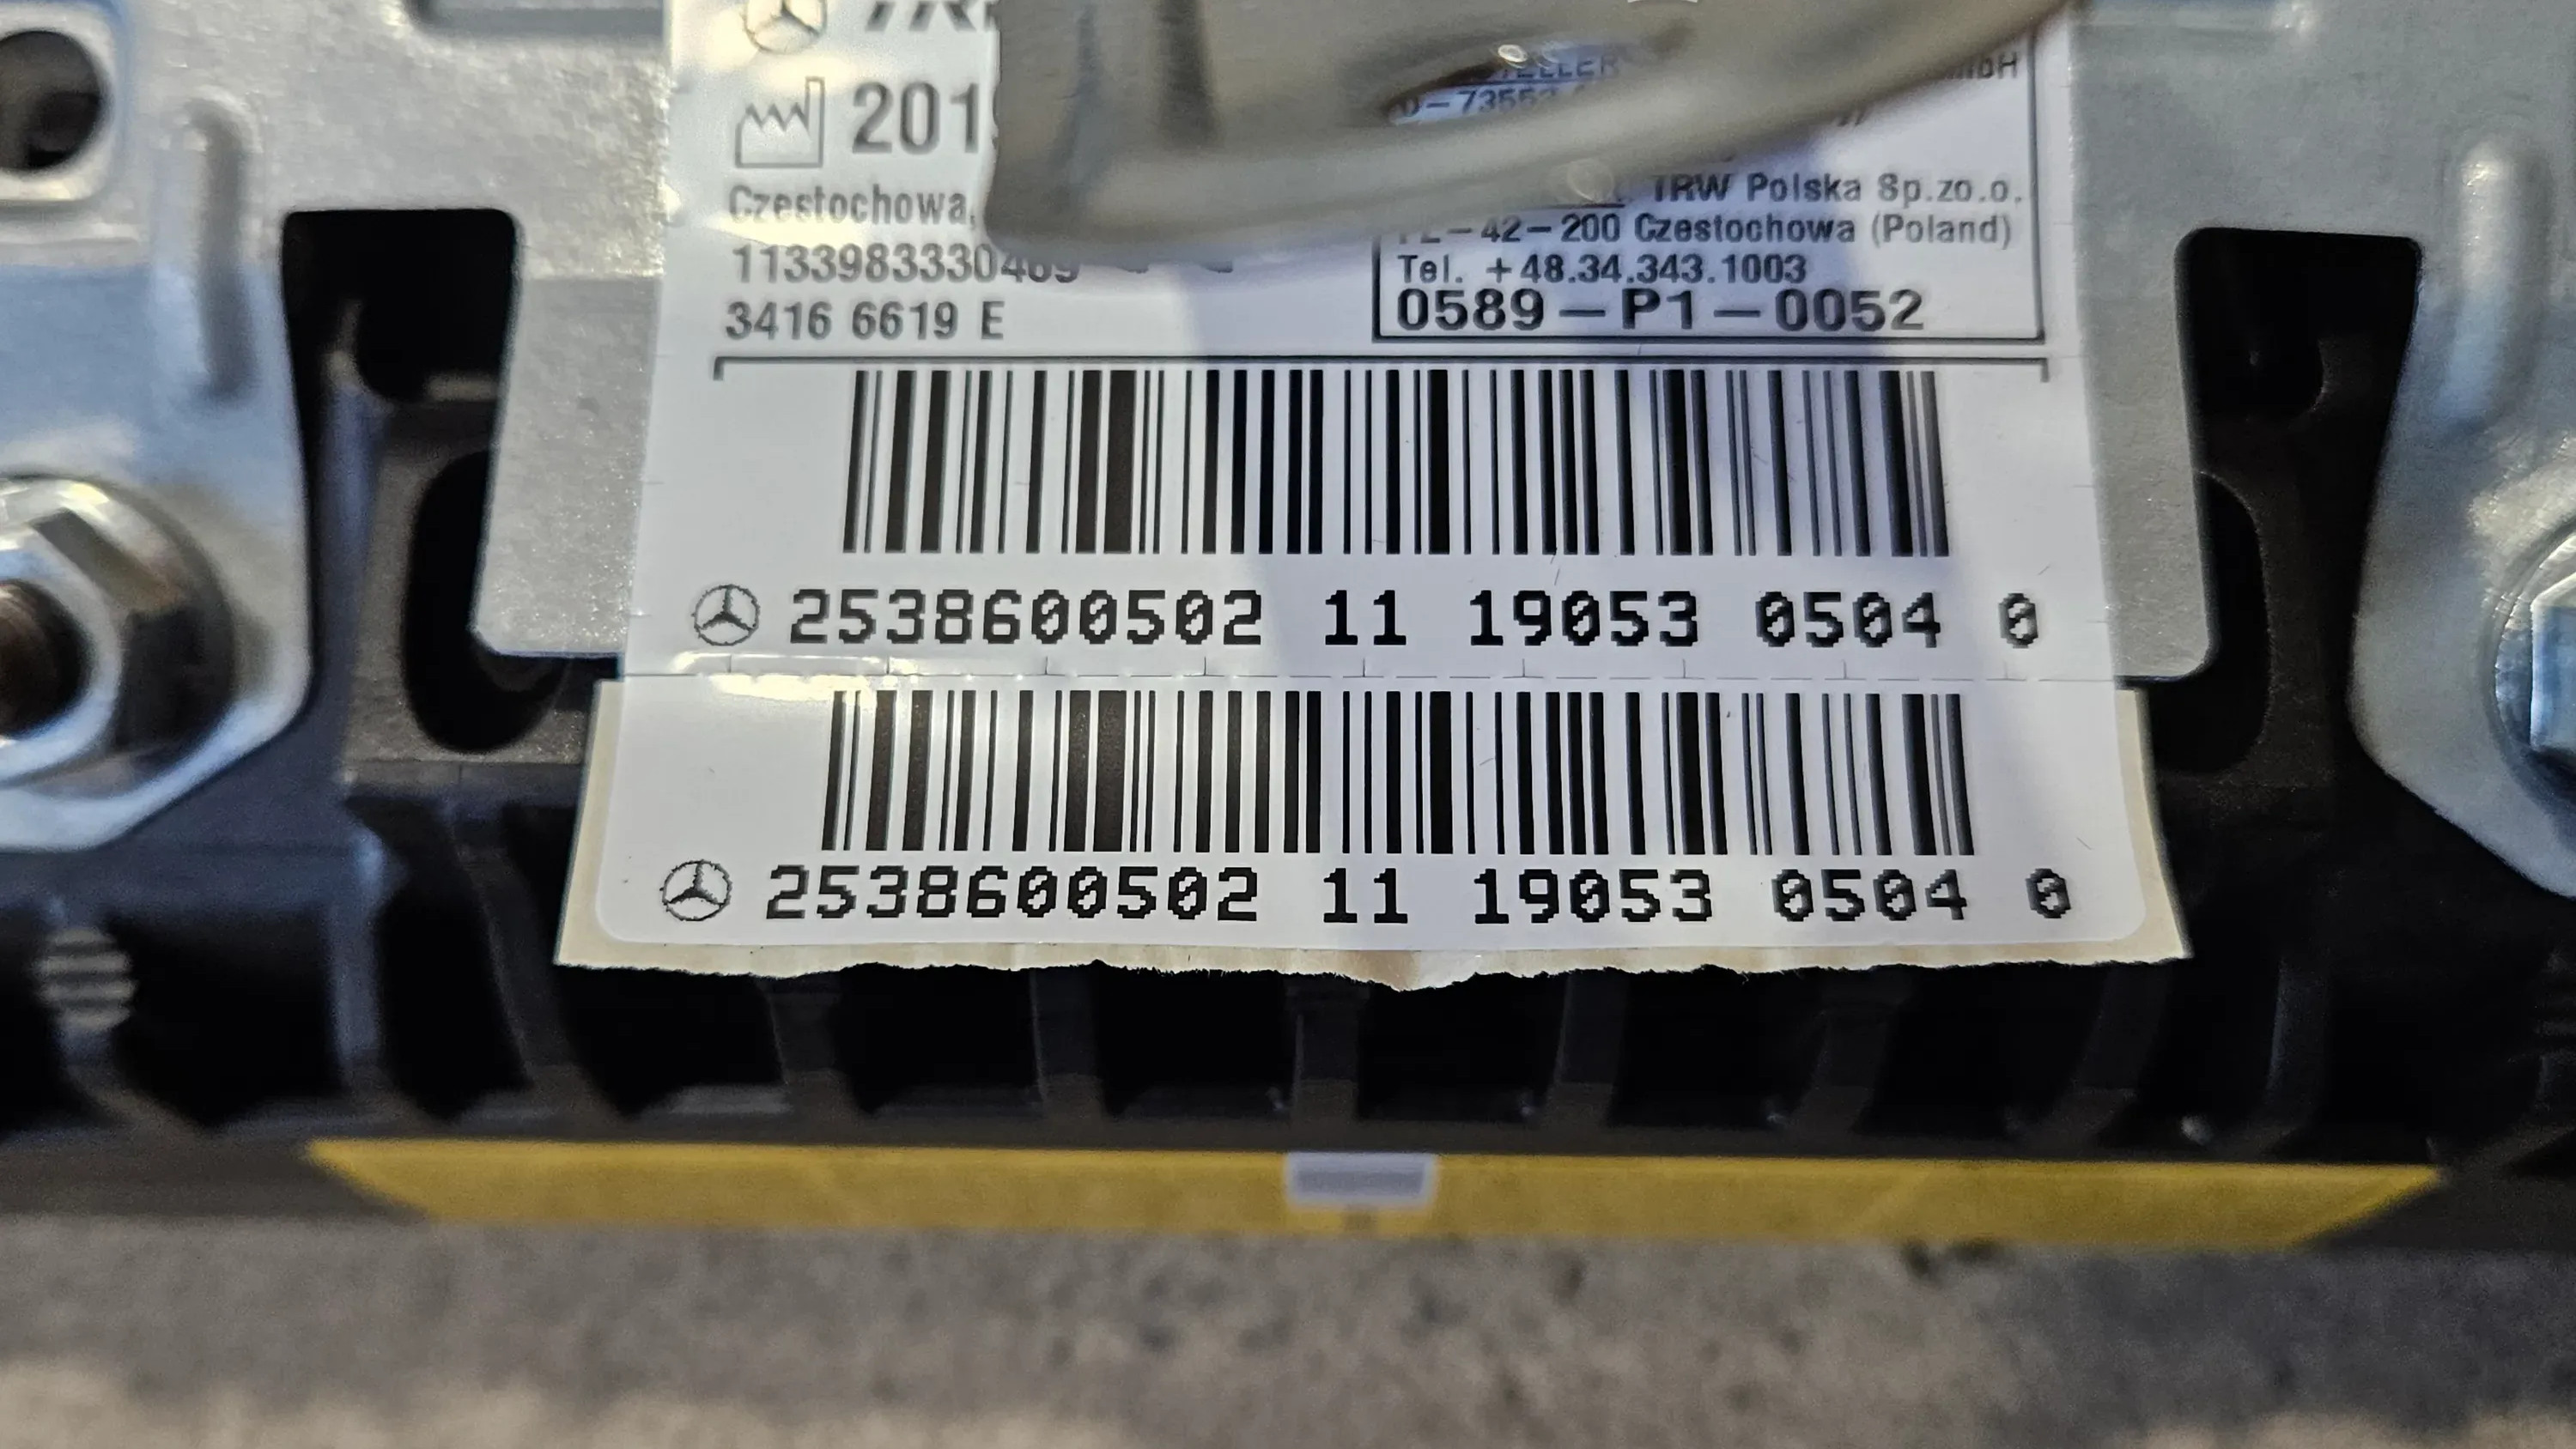 201
Czestochowa,
TRW Polska Sp.zo.o.
42-200 Czestochowa (Poland)
Tel. +48.34.343.1003
1133983330469
3416 6619 E
0589-P1-0052
2538600502 11 19053 0504 0
2538600502 11 19053 0504 0